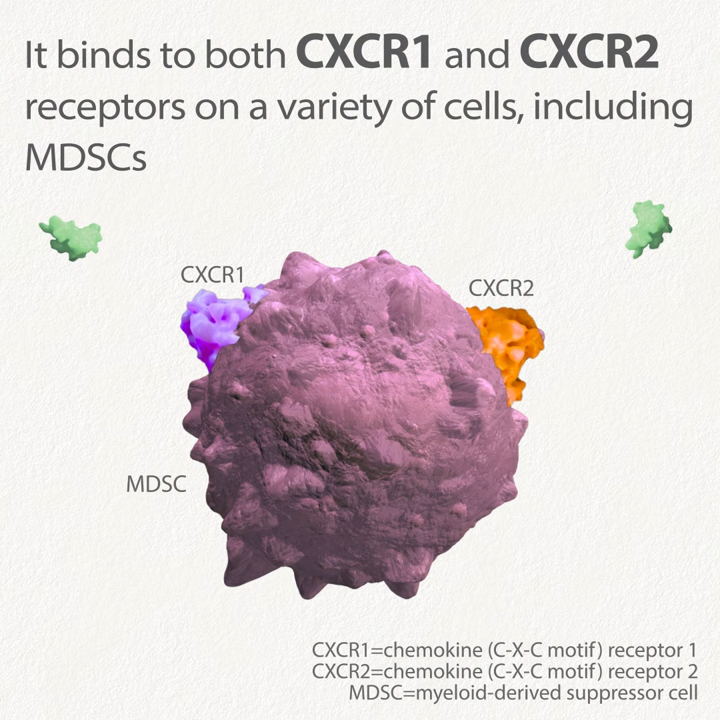 It binds to both CXCR1 and CXCR2
receptors on a variety of cells, including
MDSCs
CXCR1
CXCR2
MDSC
CXCR1=chemokine (C-X-C motif) receptor 1
CXCR2=chemokine (C-X-C motif) receptor 2
MDSC=myeloid-derived suppressor cell